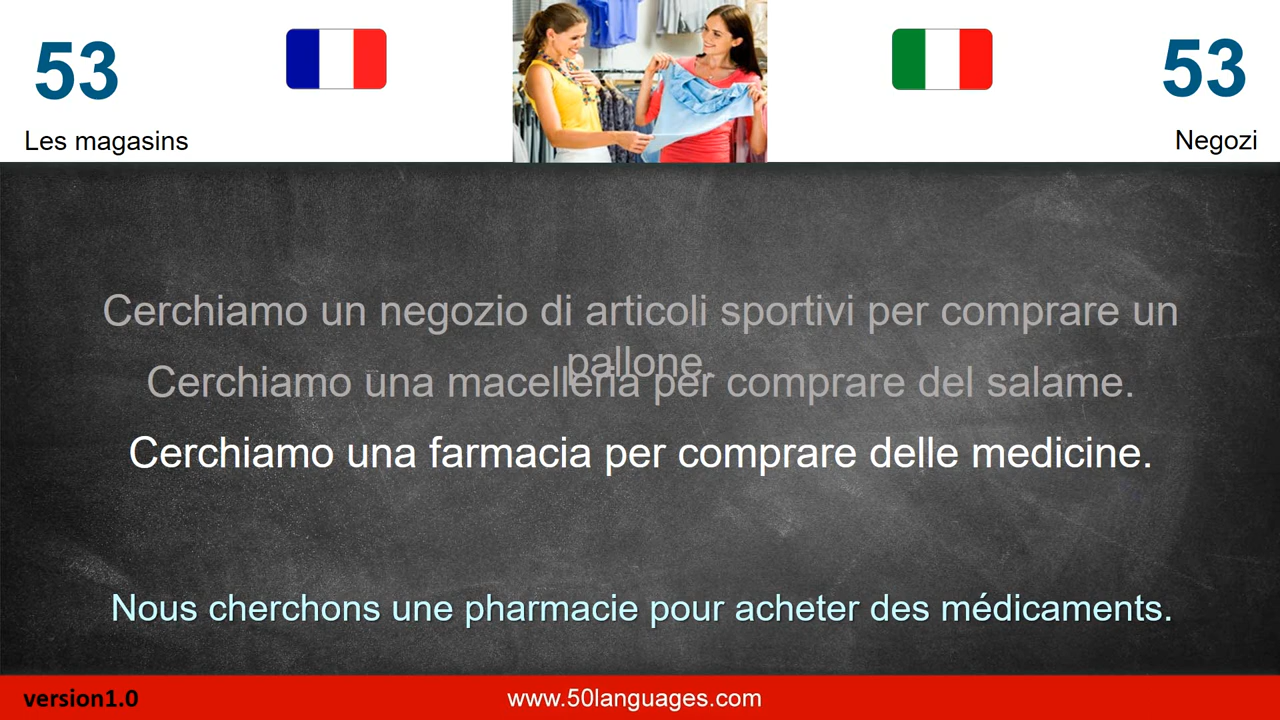 53
53
Les magasins
Negozi
Cerchiamo un negozio di articoli sportivi per comprare un
pallone.
Cerchiamo una macelleria per comprare del salame.
Cerchiamo una farmacia per comprare delle medicine.
Nous cherchons une pharmacie pour acheter des médicaments.
version1.0
www.50languages.com